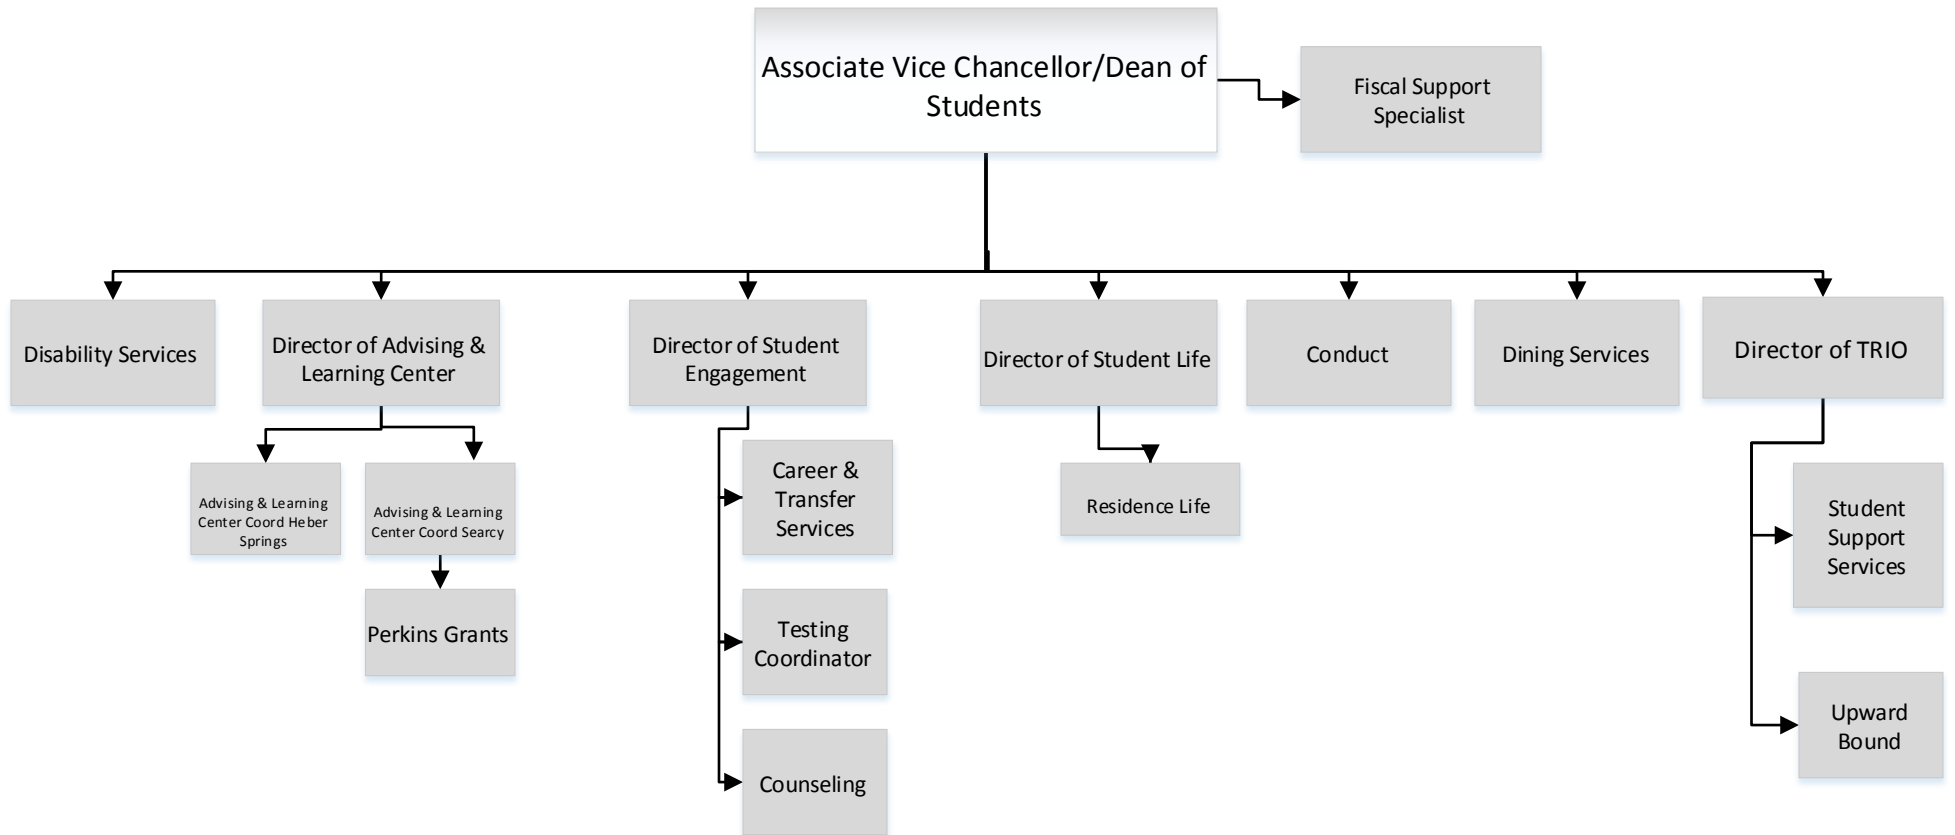 Associate Vice Chancellor/Dean of
Students
Fiscal Support
Specialist
Disability Services
Director of Advising &
Learning Center
Director of Student
Engagement
Director of Student Life
Conduct
Dining Services
Director of TRIO
Advising & Learning
Center Coord Heber
Springs
Advising & Learning
Center Coord Searcy
Perkins Grants
Career &
Transfer
Services
Testing
Coordinator
Counseling
Residence Life
Student
Support
Services
Upward
Bound